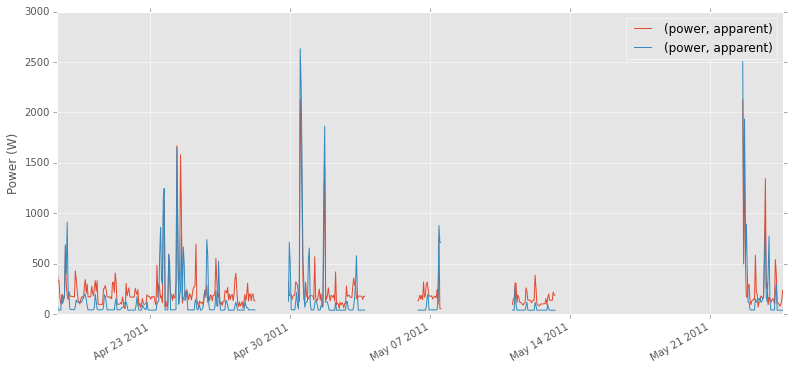 3000
2500
2000
1500
1000
500
0
Power (W)
(power, apparent)
(power, apparent)
Apr 23 2011
Apr 30 2011
May 07 2011
May 14 2011
May 21 2011